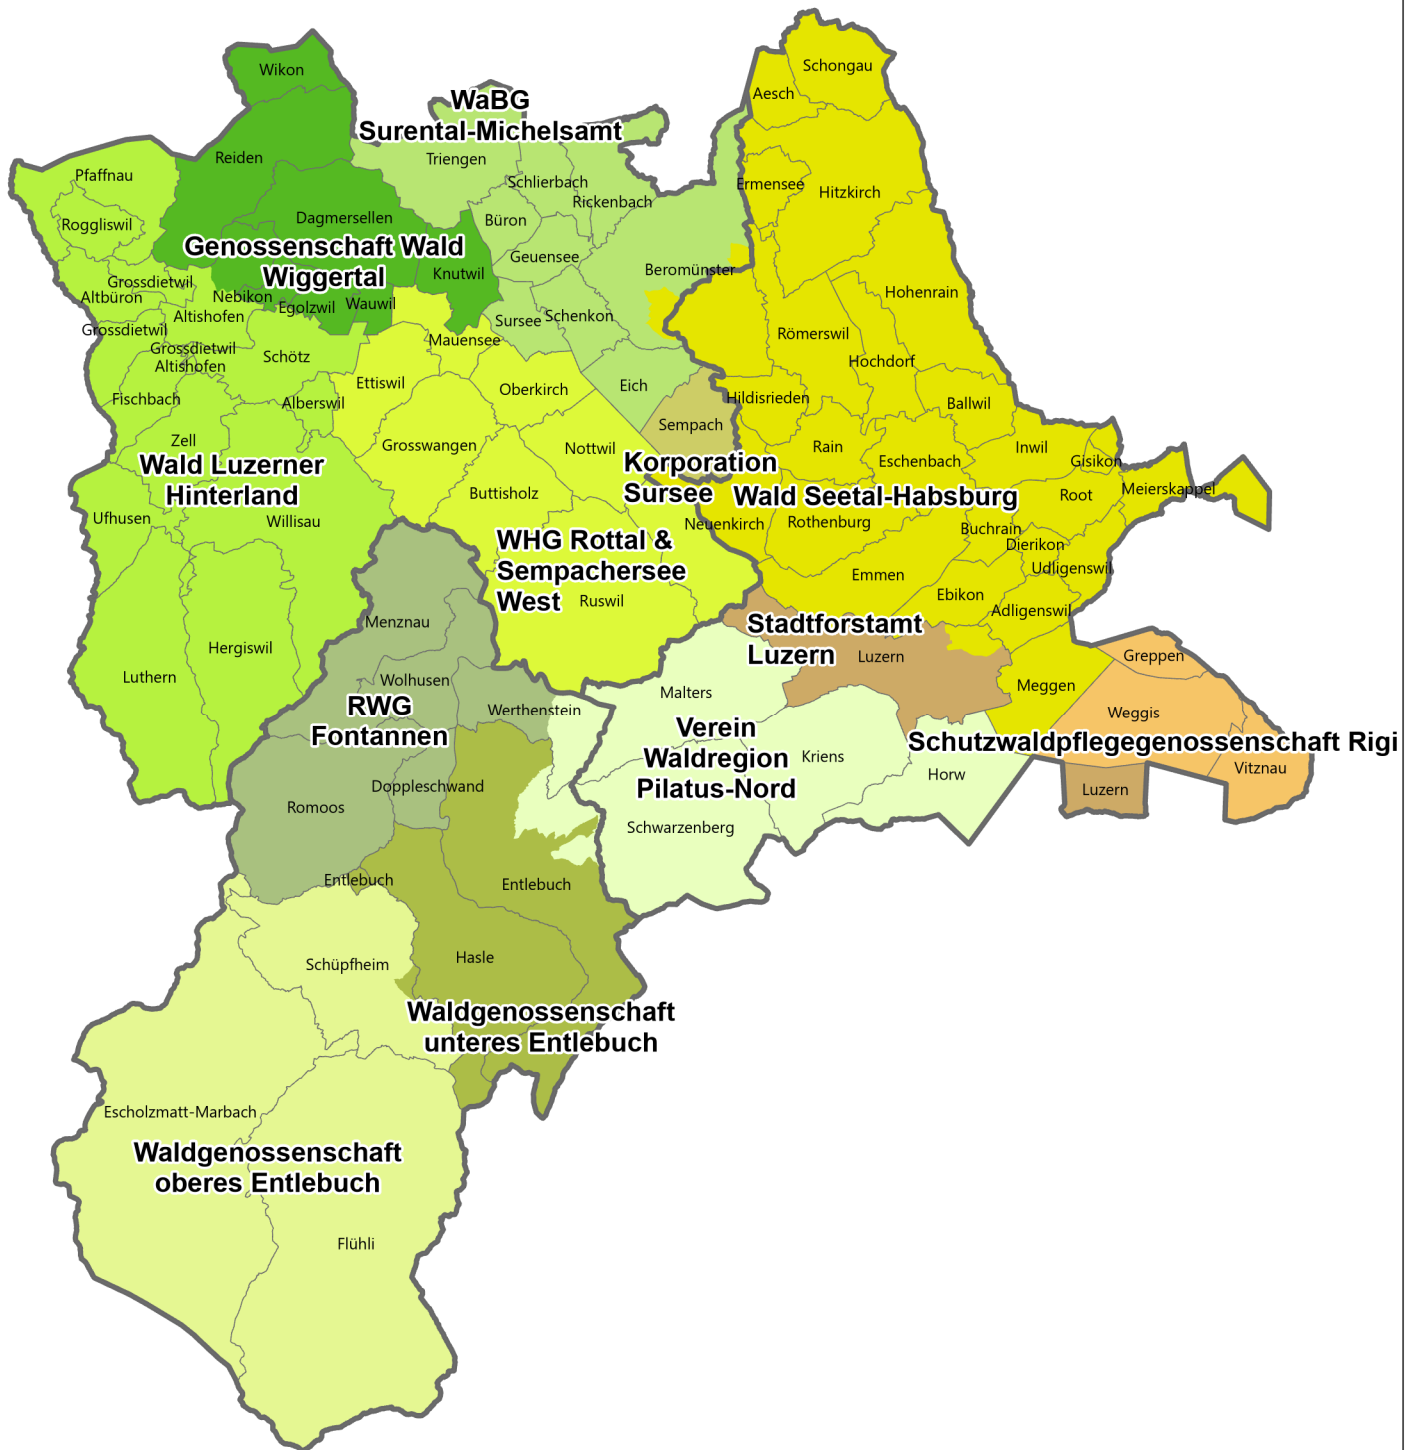 Schongau
Wikon
Aesch
WaBG
Surental-Michelsamt
Reiden
Triengen
Pfaffnau
Schlierbach
Ermensee
Hitzkirch
Rickenbach
Roggliswil
Dagmersellen
Büron
Genossenschaft Wald
Wiggertal
Geuensee
Knutwil
Beromünster
Grossdietwil
Altbüron
Nebikon
Egolzwil
Wauwil
Hohenrain
Altishofen
Sursee
Schenkon
Grossdietwil
Römerswil
Mauensee
Grossdietwil
Altishofen
Schötz
Hochdorf
Ettiswil
Oberkirch
Eich
Fischbach
Alberswil
Hildisrieden
Ballwil
Sempach
Zell
Grosswangen
Nottwil
Rain
Inwil
Eschenbach
Gisikon
Wald Luzerner
Hinterland
Korporation
Sursee
Wald Seetal-Habsburg
Buttisholz
Root
Meierskappel
Ufhusen
Willisau
Neuenkirch
Rothenburg
Buchrain
WHG Rottal &
Sempachersee
West
Dierikon
Udligenswil
Emmen
Ruswil
Ebikon
Adligenswil
Menznau
Stadtforstamt
Luzern
Luzern
Hergiswil
Greppen
Luthern
Wolhusen
Malters
Meggen
RWG
Fontannen
Werthenstein
Weggis
Verein
Waldregion
Pilatus-Nord
Schutzwaldpflegegenossenschaft Rigi
Kriens
Horw
Vitznau
Doppleschwand
Luzern
Romoos
Schwarzenberg
Entlebuch
Entlebuch
Hasle
Schüpfheim
Waldgenossenschaft
unteres Entlebuch
Escholzmatt-Marbach
Waldgenossenschaft
oberes Entlebuch
Flühli